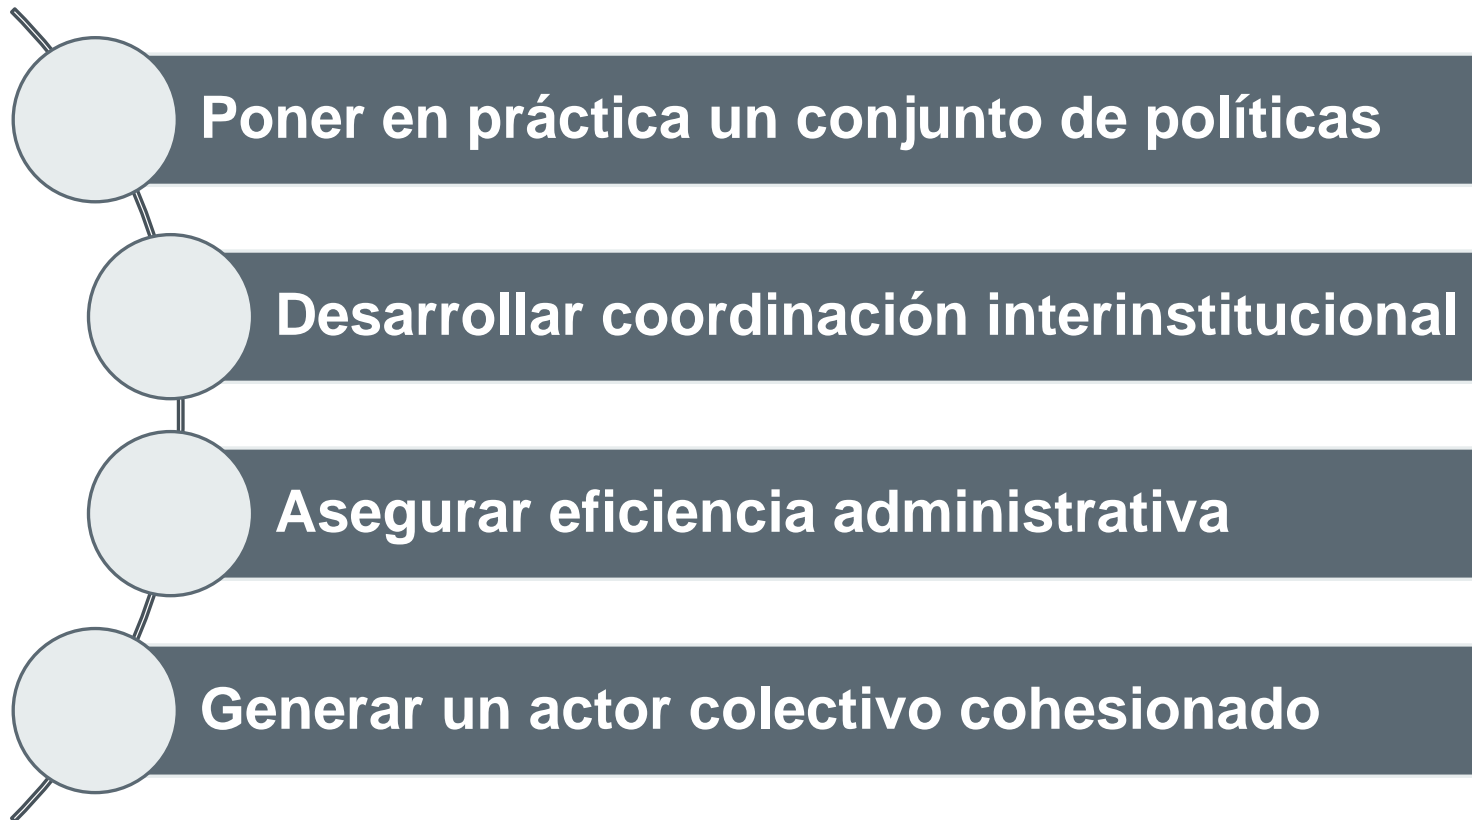 Poner en práctica un conjunto de políticas
Desarrollar coordinación interinstitucional
Asegurar eficiencia administrativa
Generar un actor colectivo cohesionado